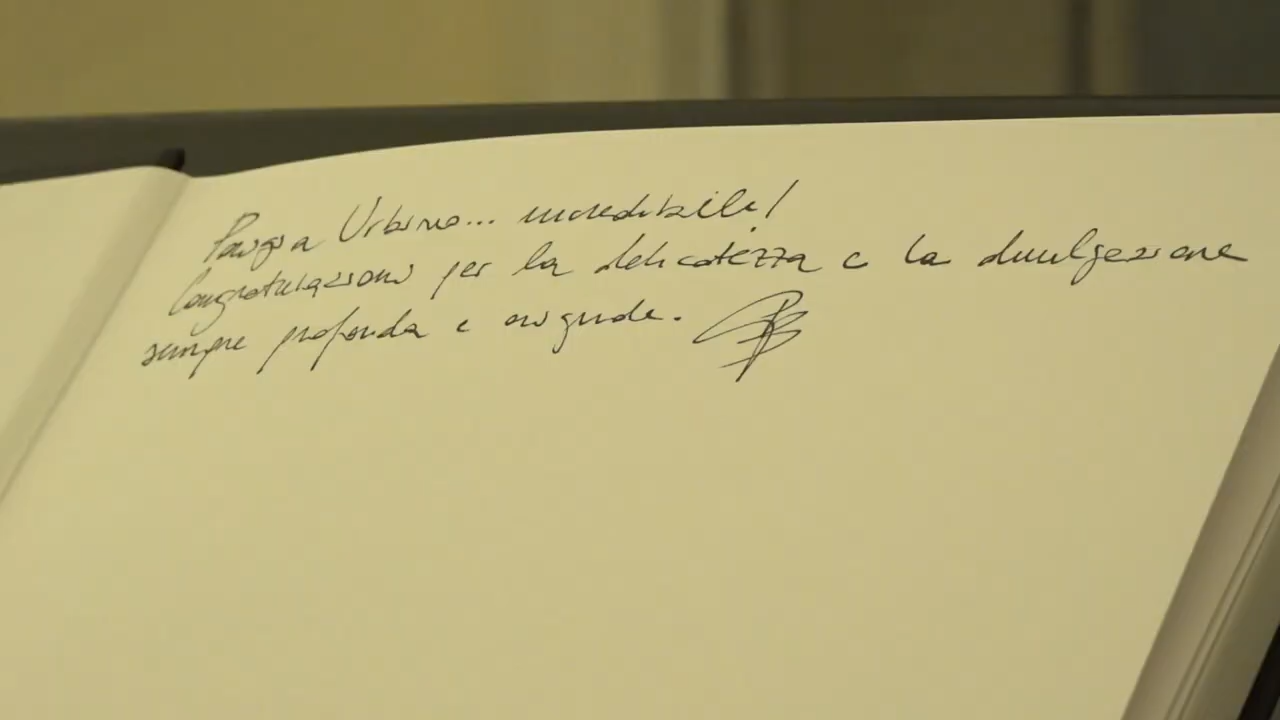 Urbino... incredibile!
Congratulazioni per la delicatezza e la divulgazione
sempre profonda e